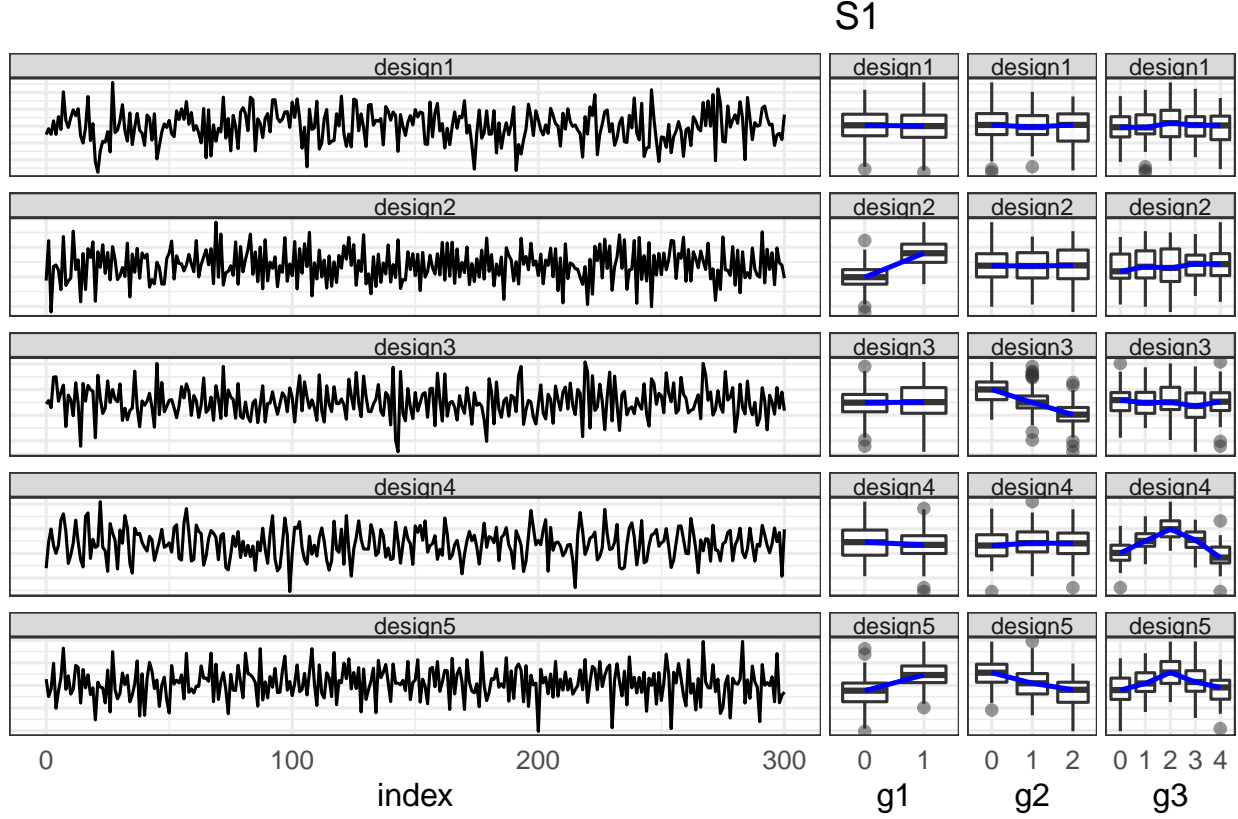 S1
design1 design1 design1 design1
design2 design2 design2 design2
design3 design3 design3 design3
design4 design4 design4 design4
design5 design5 design5 design5
0 100 200 300 0 1 0 1 2 0 1 2 3 4
index g1 g2 g3